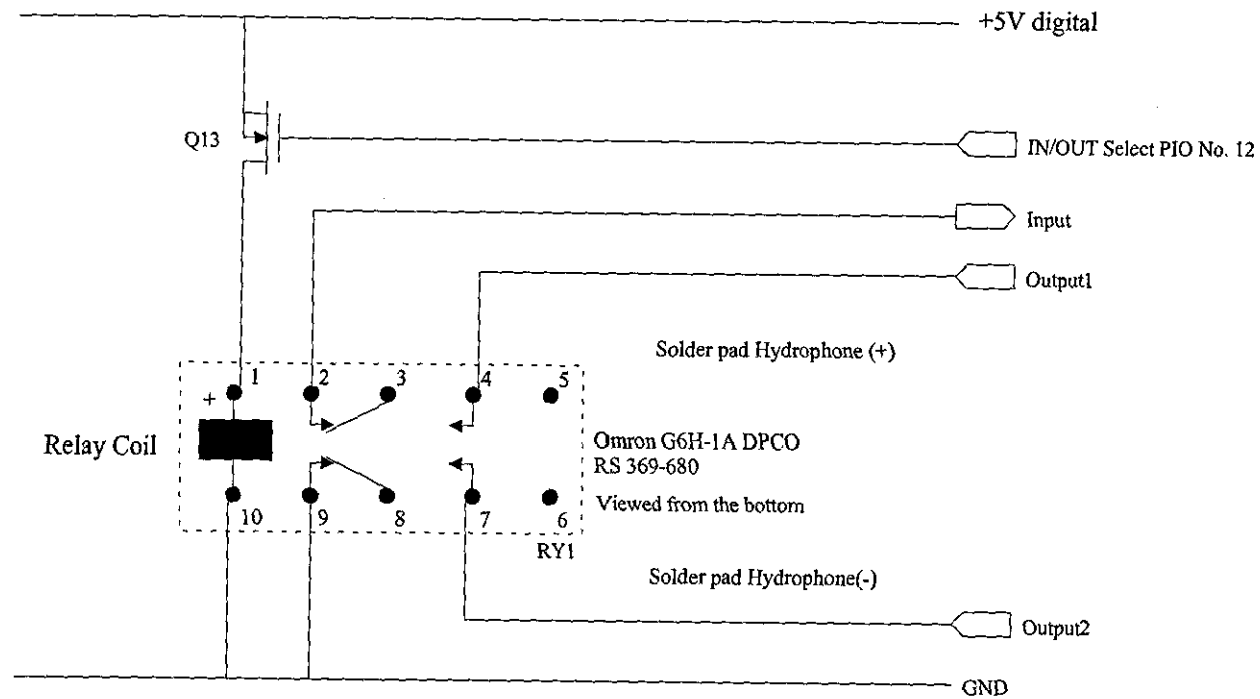 +5V digital
Q13
IN/OUT Select PIO No. 12
Input
Output1
Solder pad Hydrophone (+)
1 2 3 4 5
+
Relay Coil
Omron G6H-1A DPCO
RS 369-680
Viewed from the bottom
10 9 8 7 6
RY1
Solder pad Hydrophone(-)
Output2
GND